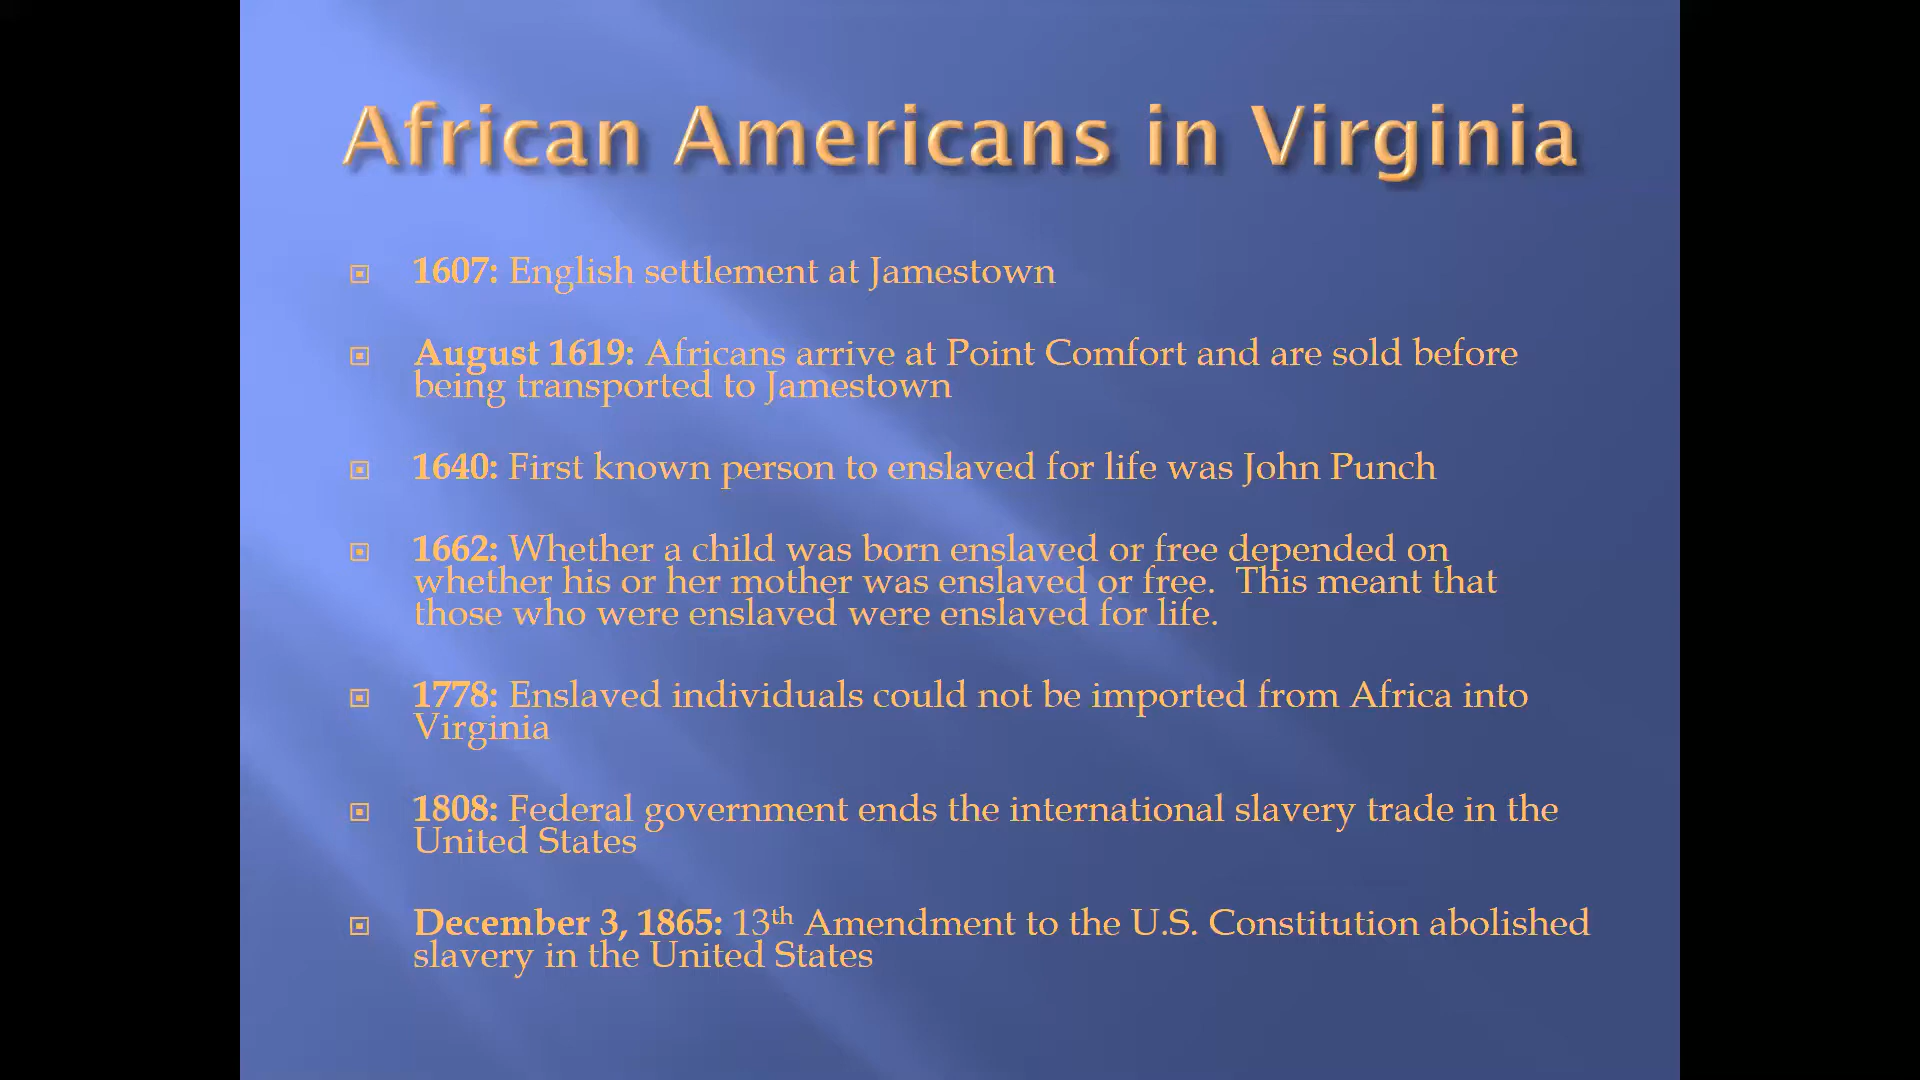 African Americans in Virginia
1607: English settlement at Jamestown
August 1619: Africans arrive at Point Comfort and are sold before
being transported to Jamestown
1640: First known person to enslaved for life was John Punch
1662: Whether a child was born enslaved or free depended on
whether his or her mother was enslaved or free.  This meant that
those who were enslaved were enslaved for life.
1778: Enslaved individuals could not be imported from Africa into
Virginia
1808: Federal government ends the international slavery trade in the
United States
December 3, 1865: 13th Amendment to the U.S. Constitution abolished
slavery in the United States